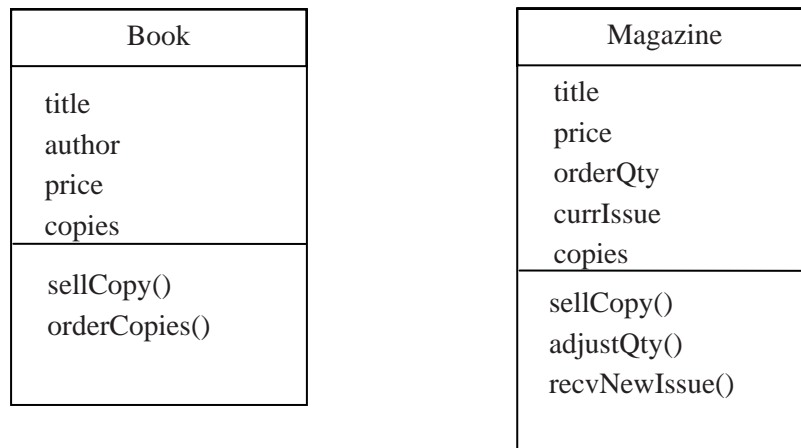 Book
title
author
price
copies
sellCopy()
orderCopies()
Magazine
title
price
orderQty
currIssue
copies
sellCopy()
adjustQty()
recvNewIssue()